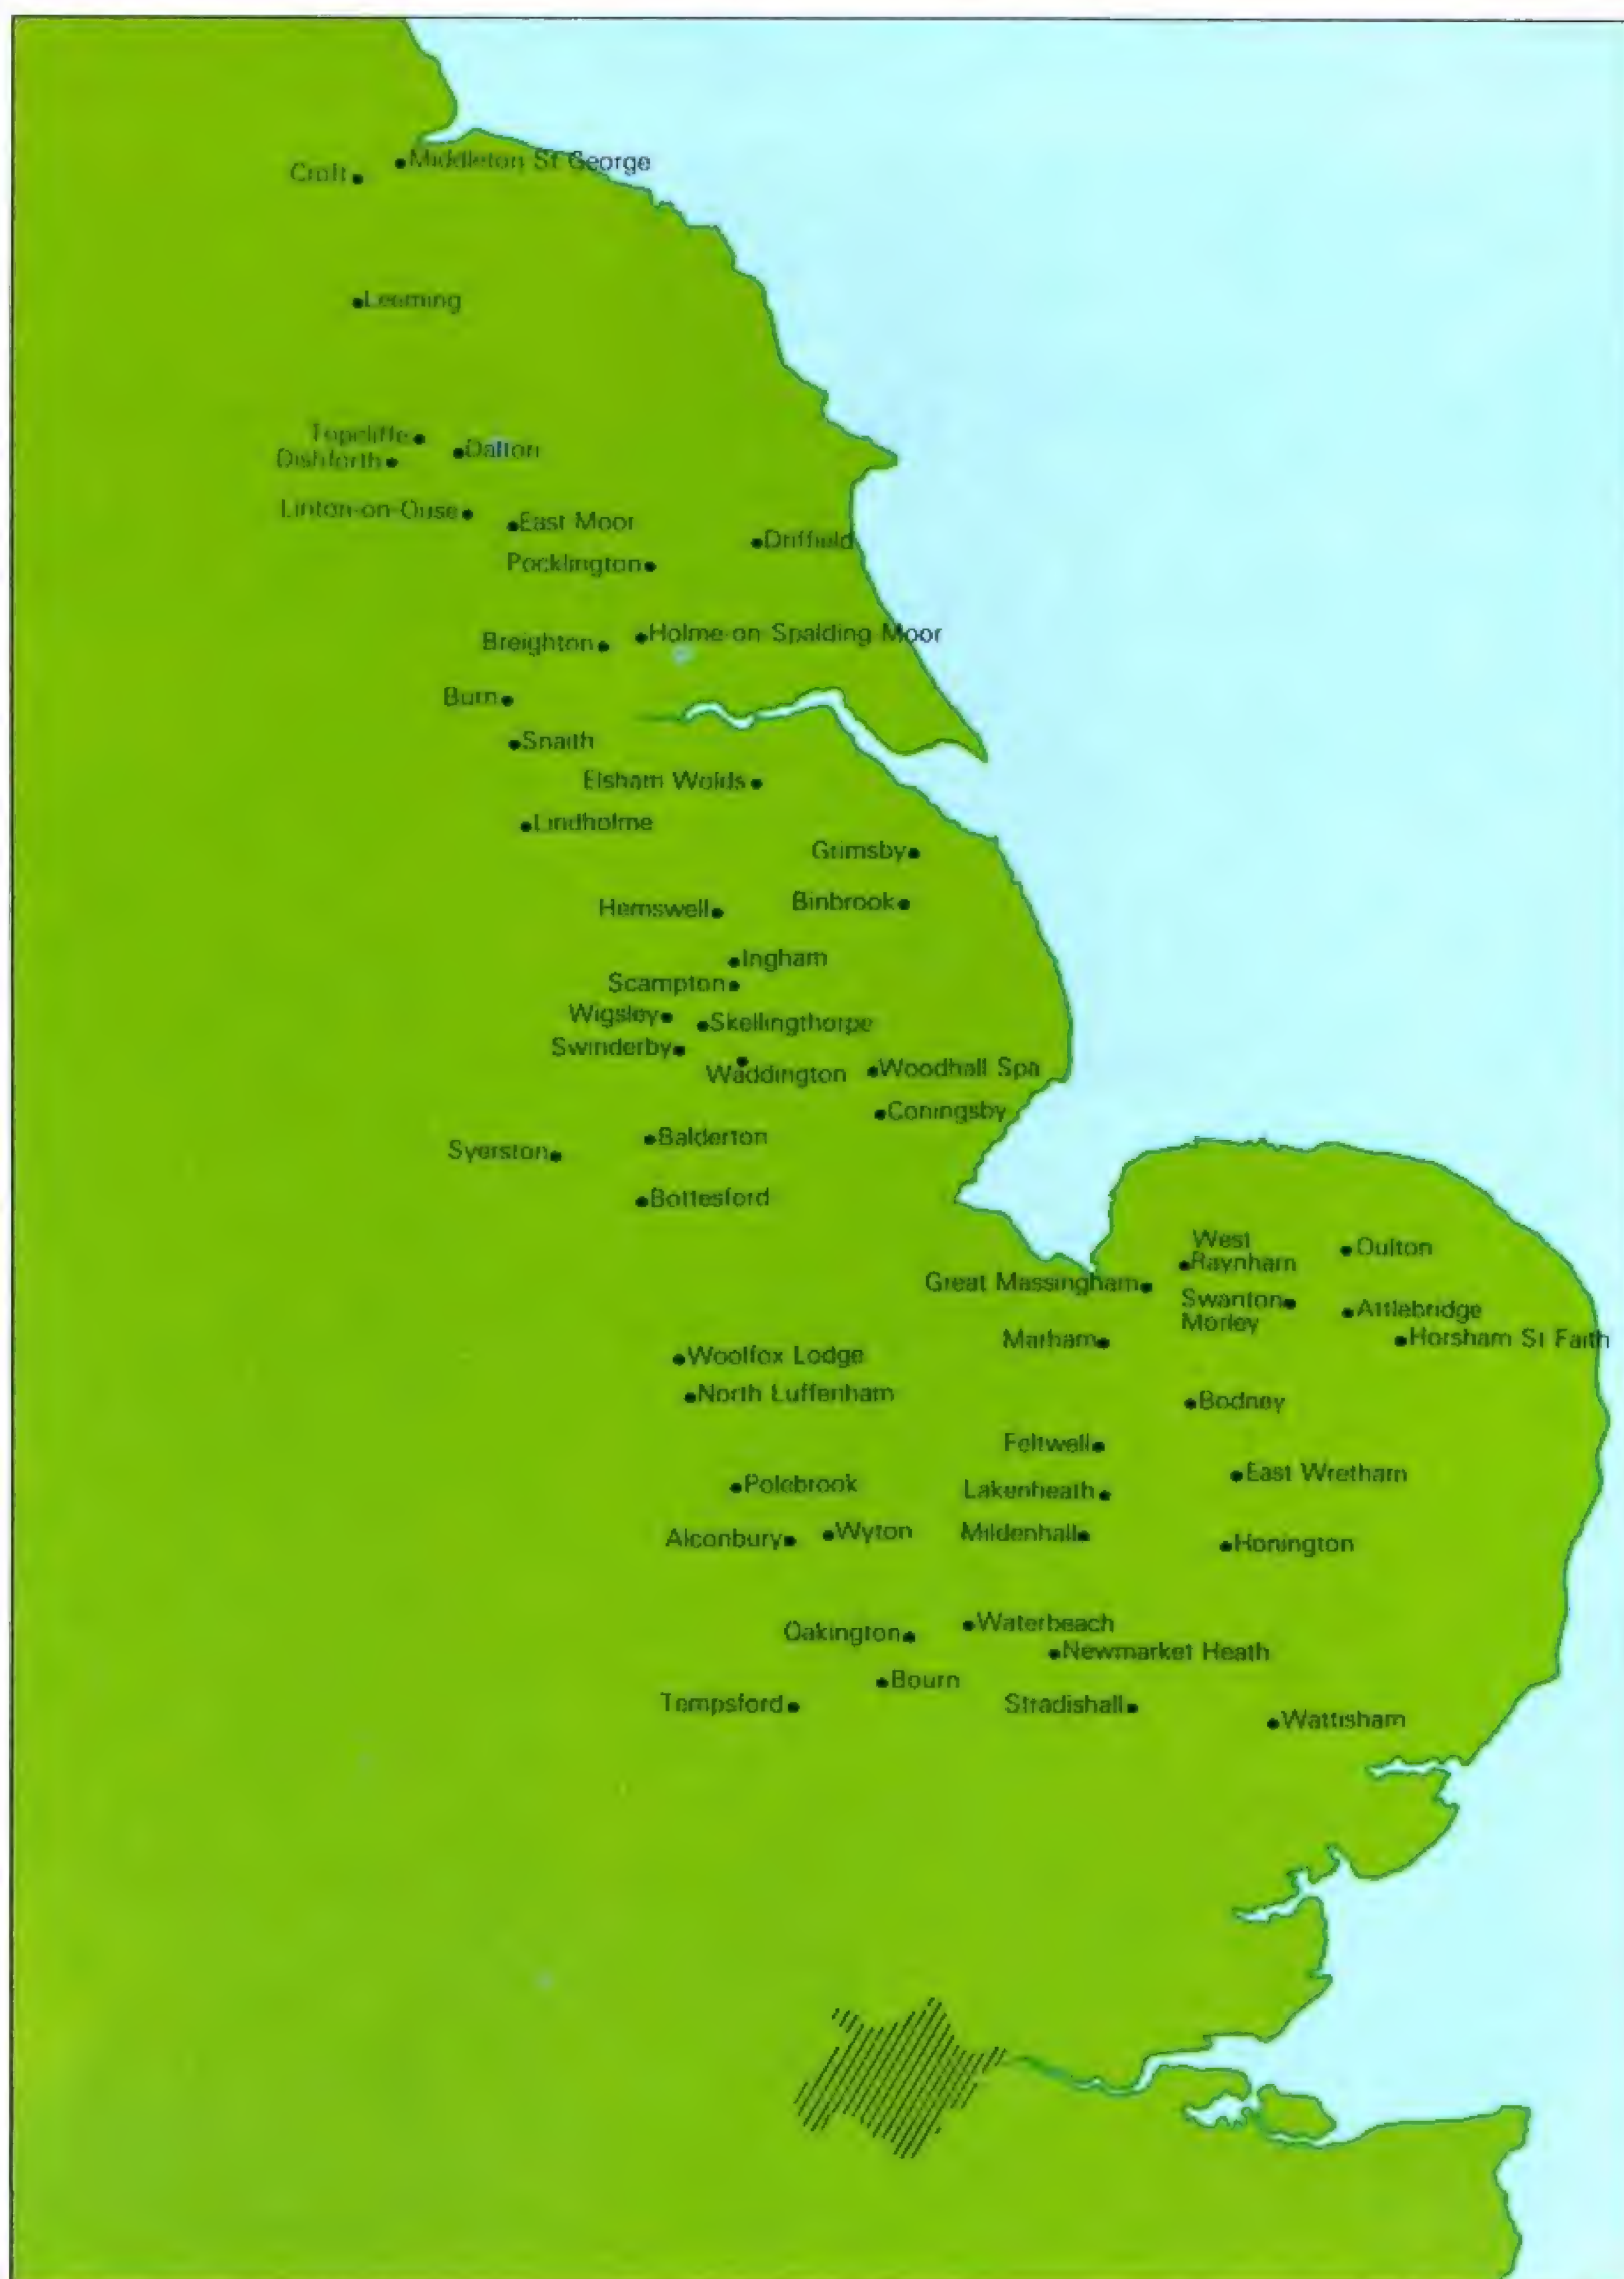 Middleton St George
Croft
Leeming
Topcliffe
Dalton
Dishforth
Linton-on-Ouse
East Moor
Driffield
Pocklington
Holme-on-Spalding Moor
Breighton
Burn
Snaith
Elsham Wolds
Lindholme
Grimsby
Binbrook
Hemswell
Ingham
Scampton
Wigsley
Skellingthorpe
Swinderby
Waddington
Woodhall Spa
Coningsby
Balderton
Syerston
Bottesford
West
Raynham
Oulton
Great Massingham
Swanton
Morley
Attlebridge
Marham
Horsham St Faith
Woolfox Lodge
North Luffenham
Bodney
Feltwell
East Wretham
Polebrook
Lakenheath
Alconbury
Wyton
Mildenhall
Honington
Oakington
Waterbeach
Newmarket Heath
Bourn
Tempsford
Stradishall
Wattisham